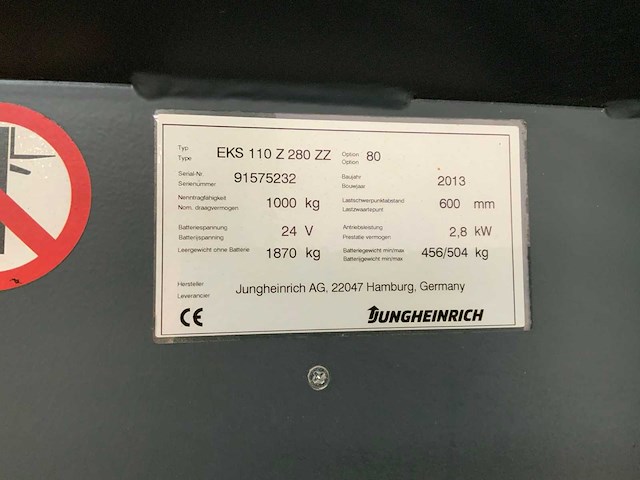 Typ
Type EKS 110 Z 280 ZZ Option : 80
Option :
Serial-Nr.
Serienummer 91575232 Baujahr
Bouwjaar 2013
Nenntragfähigkeit
Nom. draagvermogen 1000 kg Lastschwerpunktabstand
Lastzwaartepunt 600 mm
Batteriespannung
Batterijspanning 24 V Antriebsleistung
Prestatie vermogen 2,8 kW
Leergewicht ohne Batterie 1870 kg Batteriegewicht min/max
Batterijgewicht min/max 456/504 kg
Hersteller
Leverancier Jungheinrich AG, 22047 Hamburg, Germany
CE JUNGHEINRICH